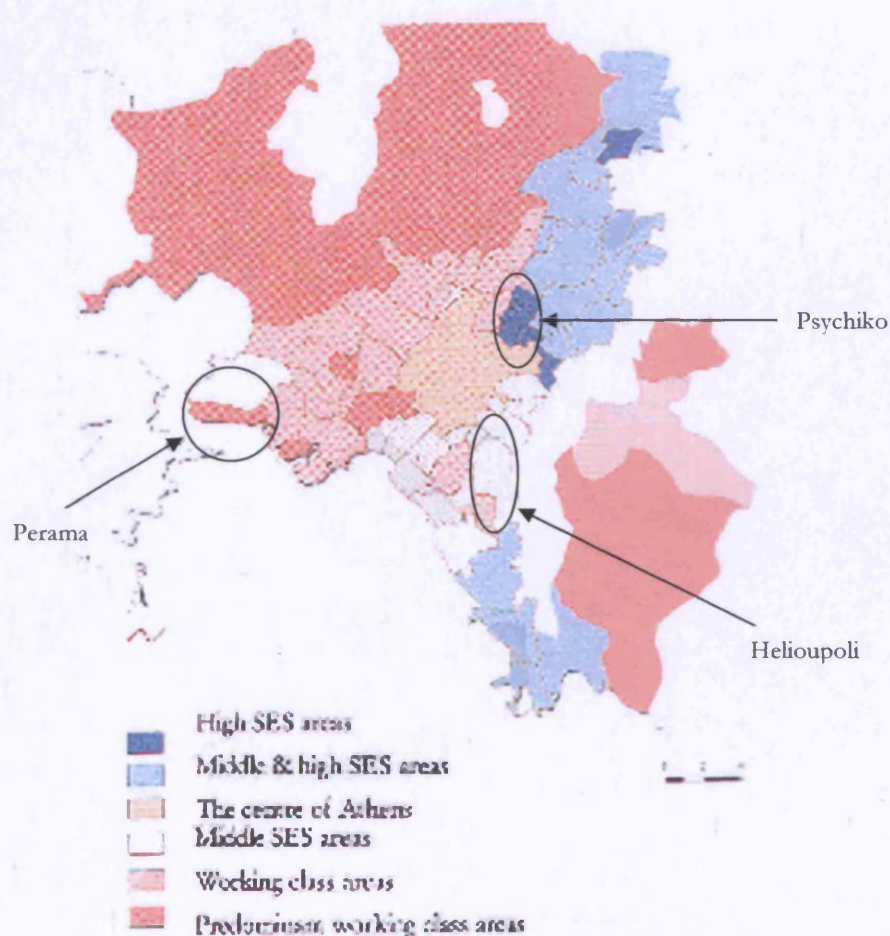 Psychiko
Perama
Helioupoli
High SES areas
Middle & high SES areas
The centre of Athens
Middle SES areas
Working class areas
Predominant working class areas